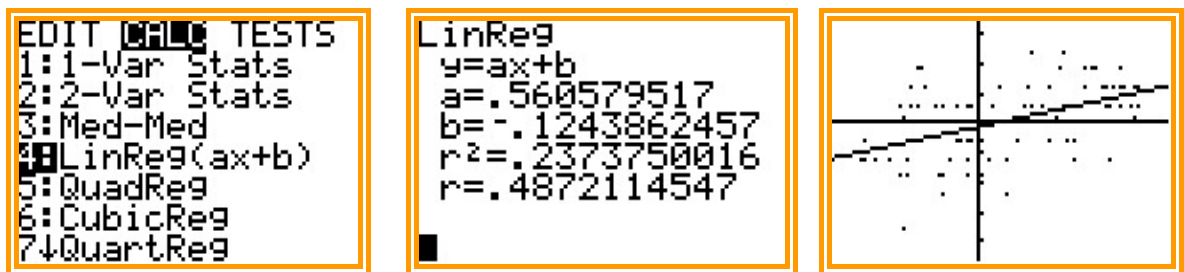 EDIT CALC TESTS
1:1-Var Stats
2:2-Var Stats
3:Med-Med
4:LinReg(ax+b)
5:QuadReg
6:CubicReg
7↓QuartReg
LinReg
y=ax+b
a=.560579517
b=-.1243862457
r²=.2373750016
r=.4872114547